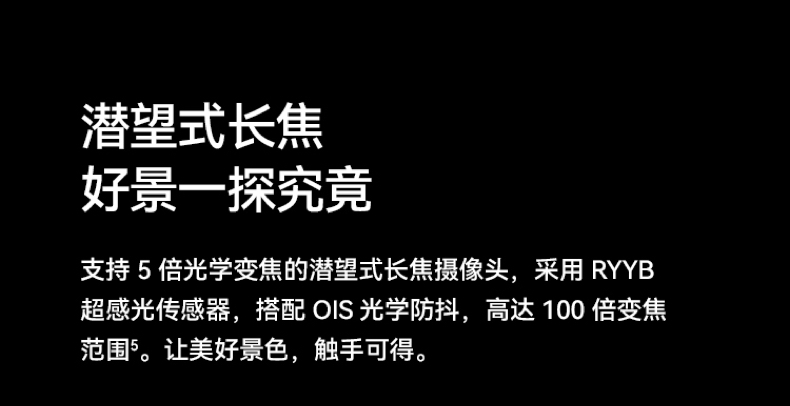 潜望式长焦
好景一探究竟
支持 5 倍光学变焦的潜望式长焦摄像头，采用 RYYB
超感光传感器，搭配 OIS 光学防抖，高达 100 倍变焦
范围⁵。让美好景色，触手可得。